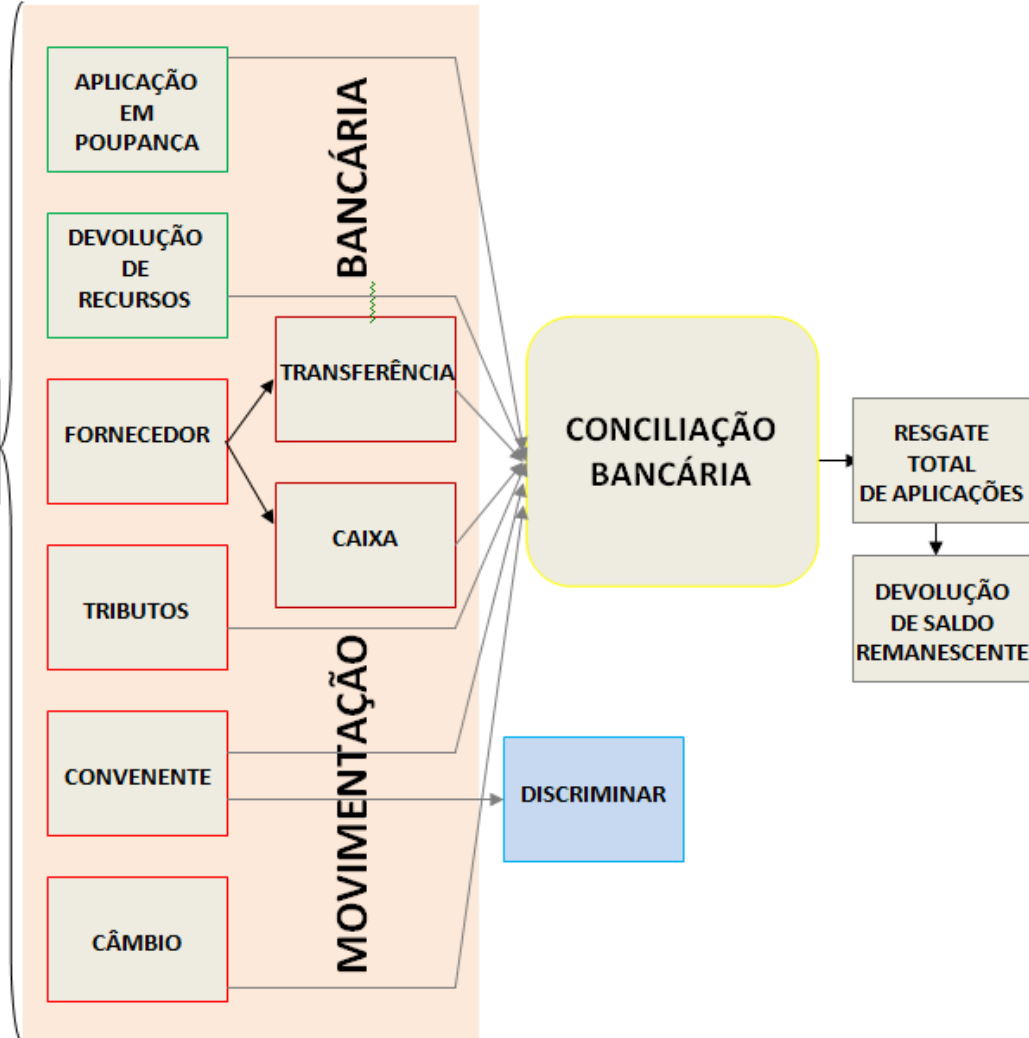 APLICAÇÃO
EM
POUPANÇA
DEVOLUÇÃO
DE
RECURSOS
FORNECEDOR
TRIBUTOS
CONVENENTE
CÂMBIO
TRANSFERÊNCIA
CAIXA
MOVIMENTAÇÃO BANCÁRIA
DISCRIMINAR
CONCILIAÇÃO
BANCÁRIA
RESGATE
TOTAL
DE APLICAÇÕES
DEVOLUÇÃO
DE SALDO
REMANESCENTE